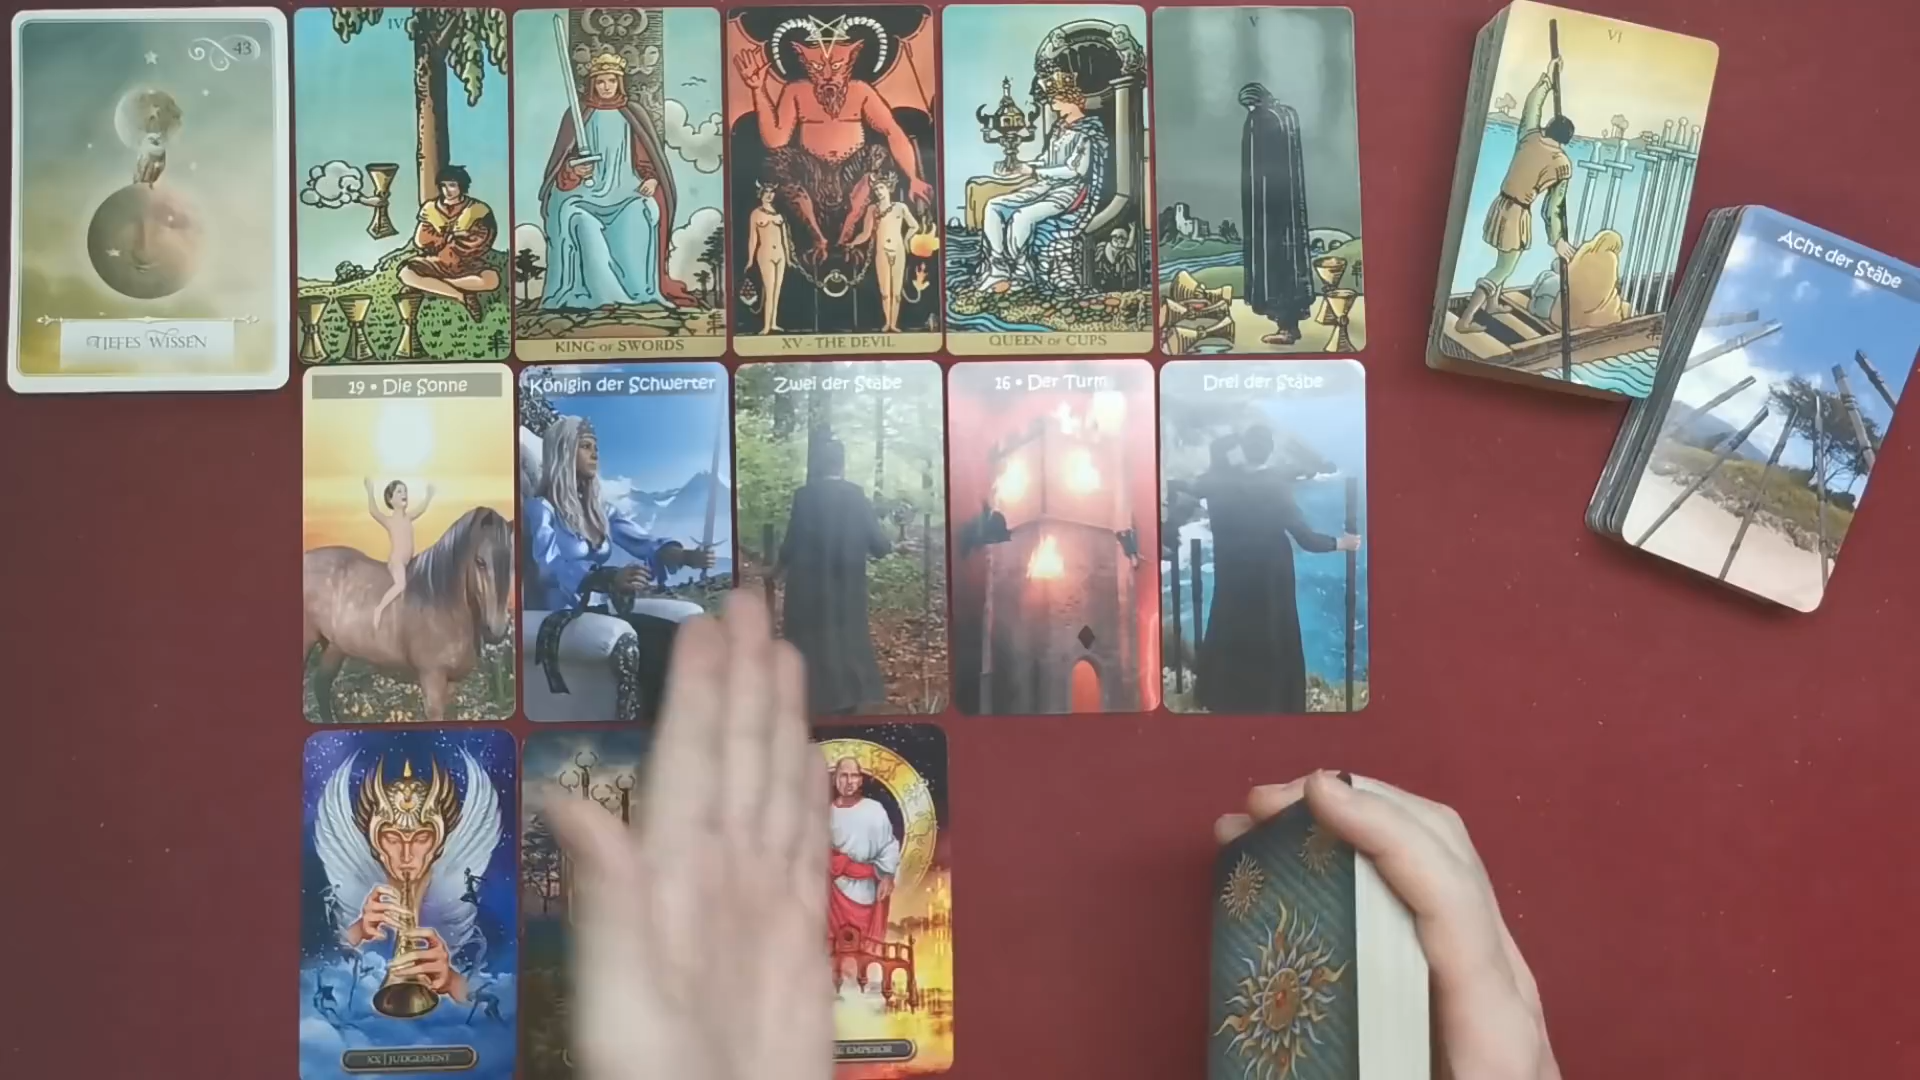 43
TIEFES WISSEN
IV
KING OF SWORDS
XV - THE DEVIL
QUEEN OF CUPS
V
VI
Acht der Stäbe
19 • Die Sonne
Königin der Schwerter
Zwei der Stäbe
16 • Der Turm
Drei der Stäbe
XX | JUDGEMENT
EMPEROR